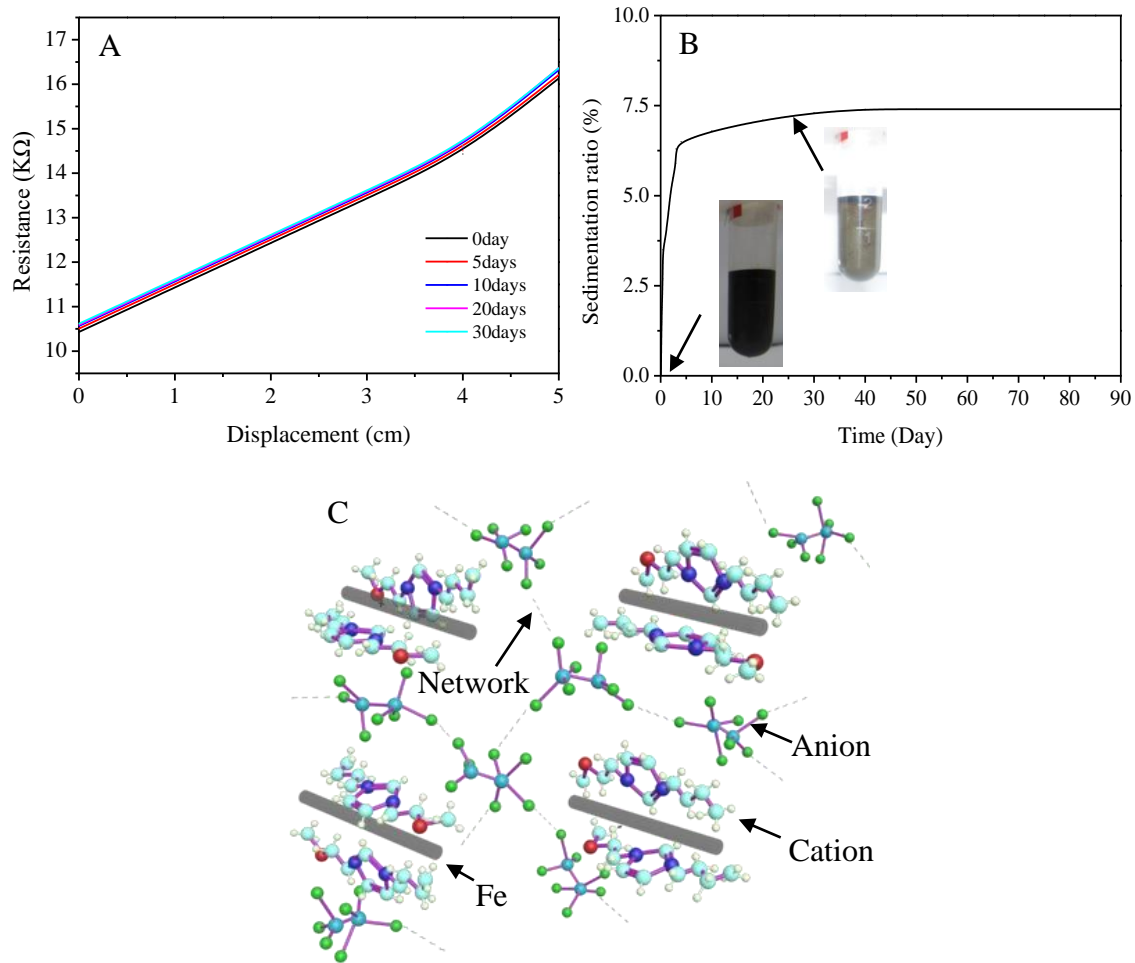 A
Resistance (KΩ)
17
16
15
14
13
12
11
10
0day
5days
10days
20days
30days
0 1 2 3 4 5
Displacement (cm)
B
Sedimentation ratio (%)
10.0
7.5
5.0
2.5
0.0
0 10 20 30 40 50 60 70 80 90
Time (Day)
C
Network
Anion
Cation
Fe